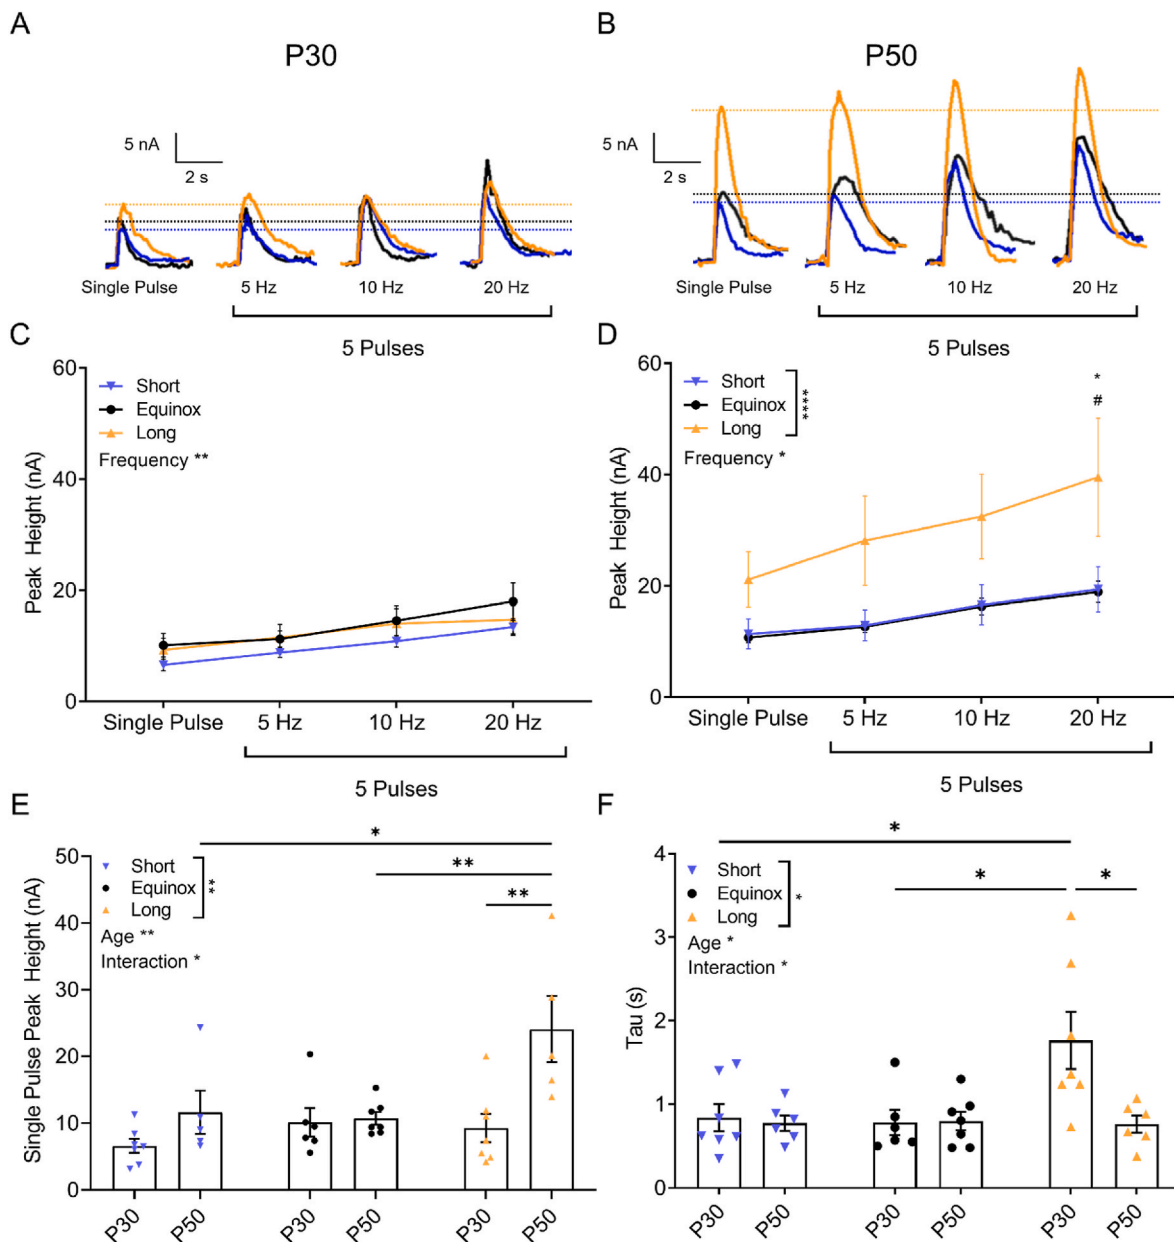 A
P30
5 nA
2 s
Single Pulse
5 Hz
10 Hz
20 Hz
5 Pulses
B
P50
5 nA
2 s
Single Pulse
5 Hz
10 Hz
20 Hz
5 Pulses
C
Peak Height (nA)
60
40
20
0
Short
Equinox
Long
Frequency **
Single Pulse
5 Hz
10 Hz
20 Hz
5 Pulses
D
Peak Height (nA)
60
40
20
0
Short
Equinox
Long
****
Frequency *
*
#
Single Pulse
5 Hz
10 Hz
20 Hz
5 Pulses
E
Single Pulse Peak Height (nA)
50
40
30
20
10
0
Short
Equinox
Long
**
Age **
Interaction *
*
**
**
P30
P50
P30
P50
P30
P50
F
Tau (s)
4
3
2
1
0
Short
Equinox
Long
*
Age *
Interaction *
*
*
*
P30
P50
P30
P50
P30
P50